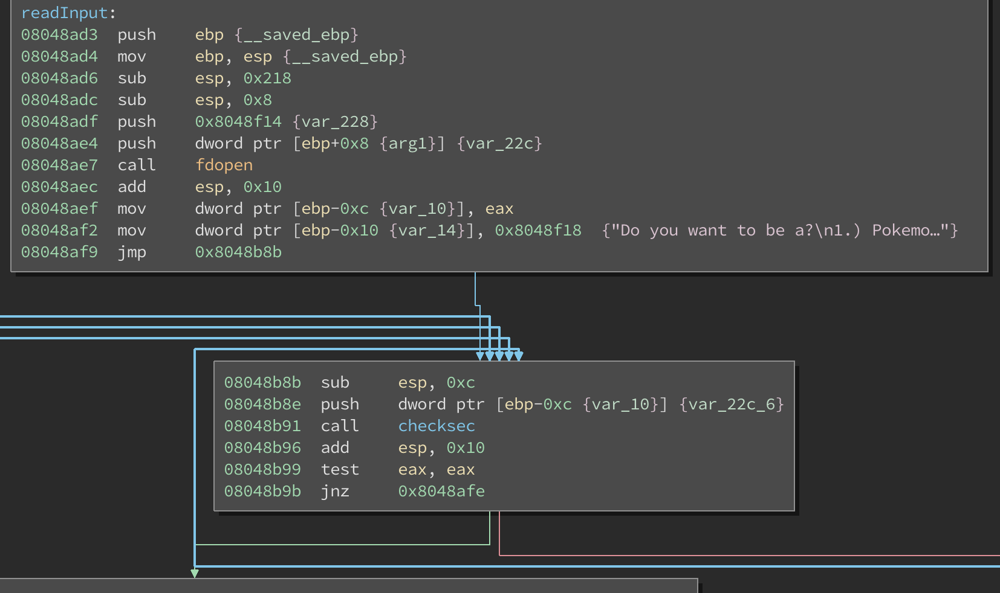 readInput:
08048ad3 push ebp {__saved_ebp}
08048ad4 mov ebp, esp {__saved_ebp}
08048ad6 sub esp, 0x218
08048adc sub esp, 0x8
08048adf push 0x8048f14 {var_228}
08048ae4 push dword ptr [ebp+0x8 {arg1}] {var_22c}
08048ae7 call fdopen
08048aec add esp, 0x10
08048aef mov dword ptr [ebp-0xc {var_10}], eax
08048af2 mov dword ptr [ebp-0x10 {var_14}], 0x8048f18 {"Do you want to be a?\n1.) Pokemo…"}
08048af9 jmp 0x8048b8b
08048b8b sub esp, 0xc
08048b8e push dword ptr [ebp-0xc {var_10}] {var_22c_6}
08048b91 call checksec
08048b96 add esp, 0x10
08048b99 test eax, eax
08048b9b jnz 0x8048afe